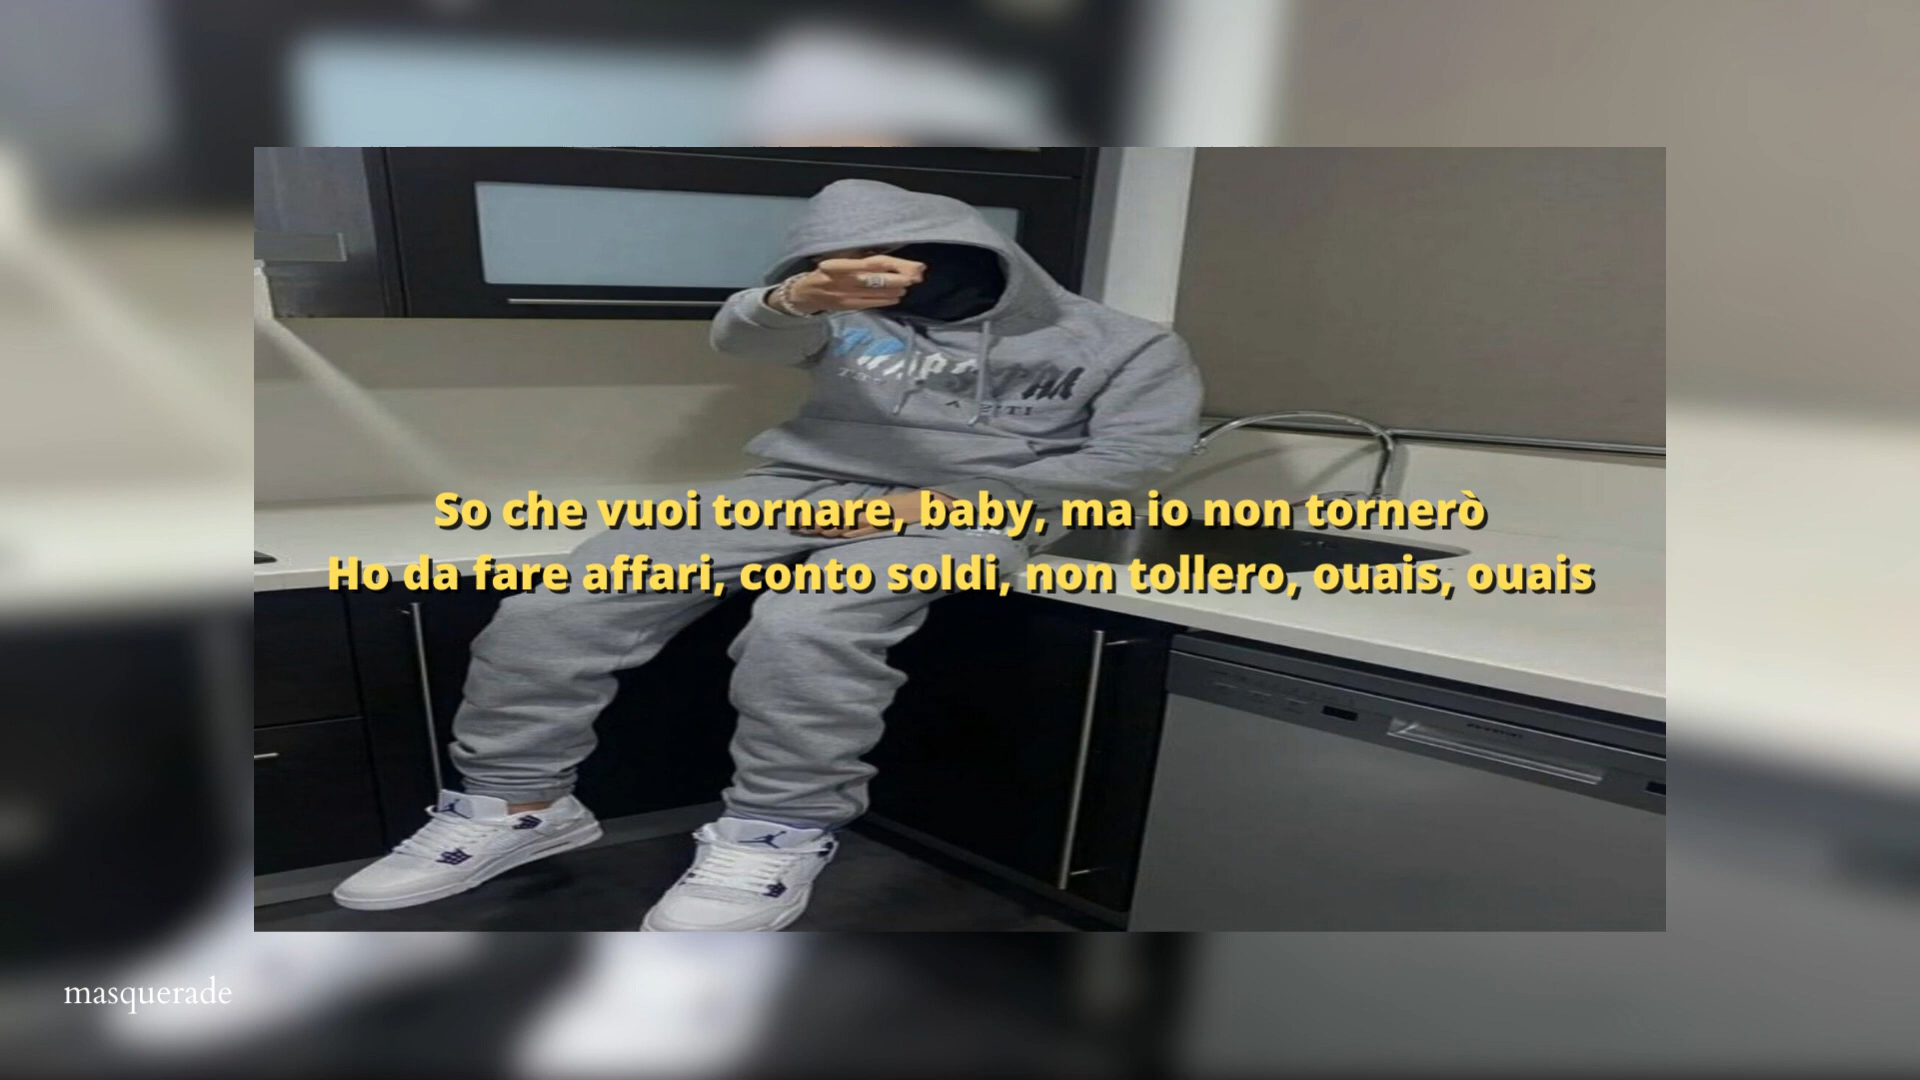 So che vuoi tornare, baby, ma io non tornerò
Ho da fare affari, conto soldi, non tollero, ouais, ouais
masquerade